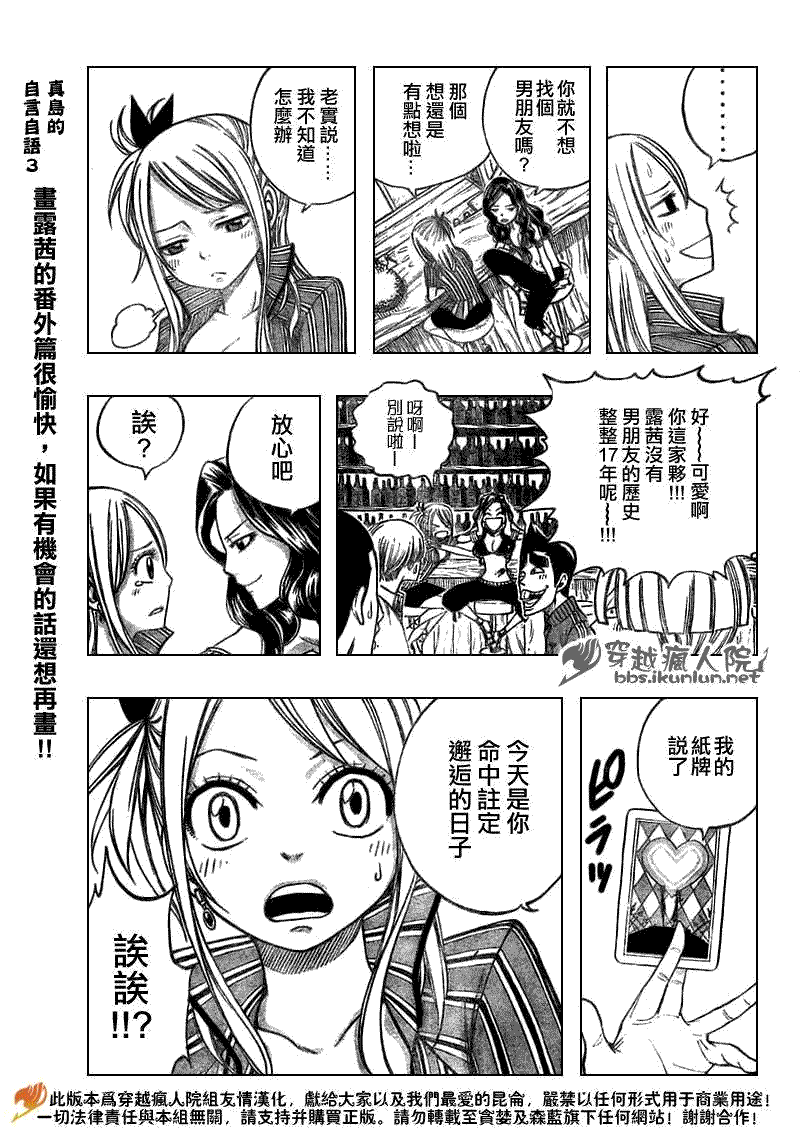 ⋯⋯
你就不想
找個
男朋友嗎？
那個
想還是
有點想啦⋯
老實說⋯⋯
我不知道
怎麼辦
好~~可愛啊
你這家夥!!!
露茜沒有
男朋友的歷史
整整17年呢~~!!!
呀啊ー
別說啦ー
放心吧
誒？
我的
紙牌
說了
ピラッ
今天是你
命中註定
邂逅的日子
誒誒!!?
真島的
自言自語3
畫露茜的番外篇很愉快，如果有機會的話還想再畫!!
穿越瘋人院
bbs.ikunlun.net
此版本爲穿越瘋人院組友情漢化，獻給大家以及我們最愛的昆侖，嚴禁以任何形式用于商業用途！
一切法律責任與本組無關，請支持并購買正版。請勿轉載至貪婪及森藍旗下任何網站！謝謝合作！